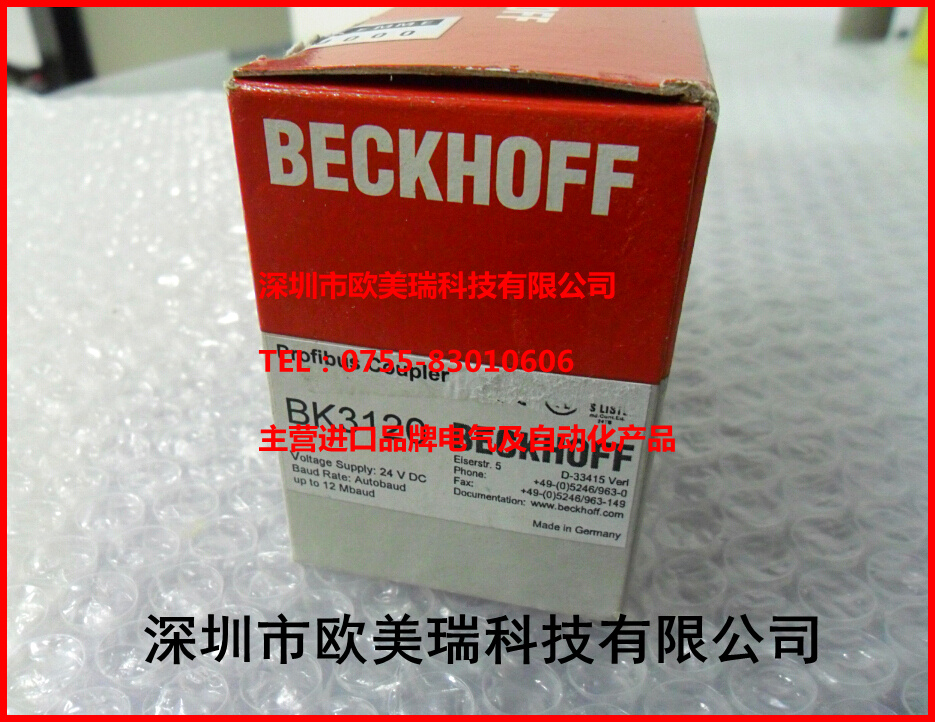 BECKHOFF
深圳市欧美瑞科技有限公司
TEL：0755-83010606
Profibus Coupler
BK3120
S LISTE
主营进口品牌电气及自动化产品
BECKHOFF
Voltage Supply: 24 V DC
Baud Rate: Autobaud
up to 12 Mbaud
Eiserstr. 5 D-33415 Verl
Phone: +49-(0)5246/963-0
Fax: +49-(0)5246/963-149
Documentation: www.beckhoff.com
Made in Germany
深圳市欧美瑞科技有限公司